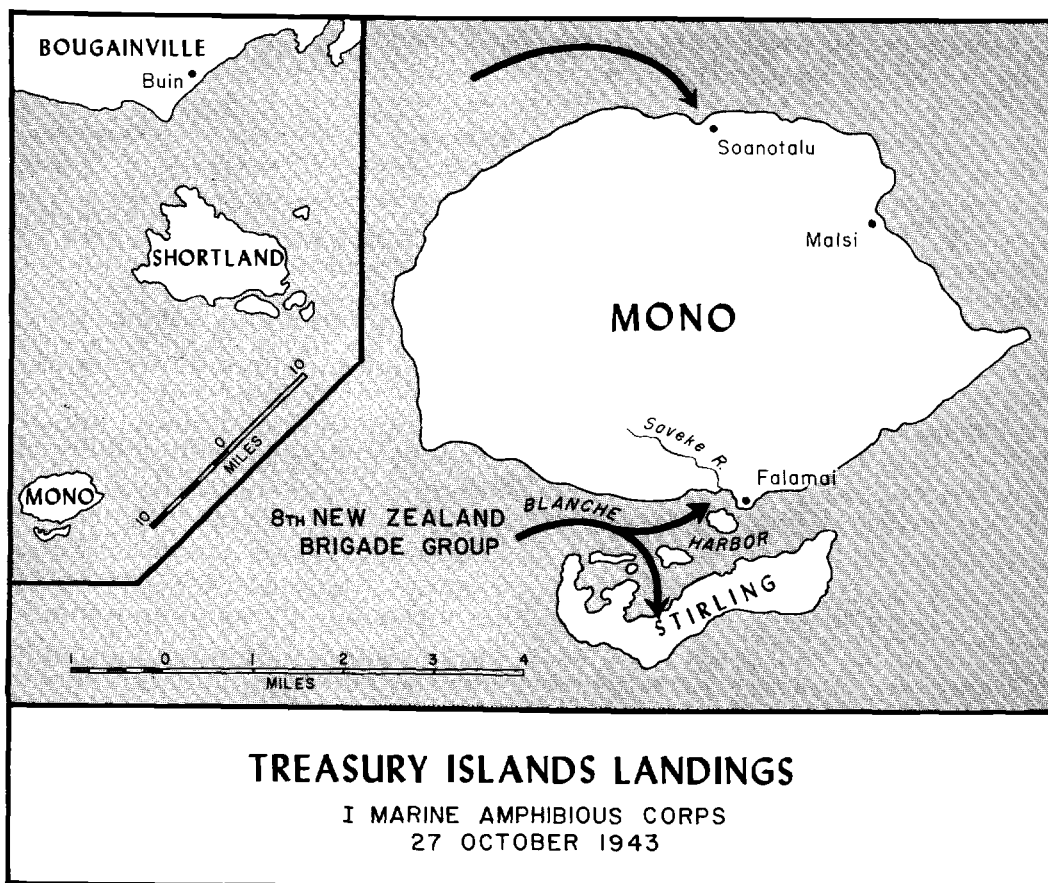 BOUGAINVILLE
Buin
SHORTLAND
10
0
MILES
10
MONO
Soanotalu
Malsi
MONO
Saveke R.
Falamai
8TH NEW ZEALAND
BRIGADE GROUP
BLANCHE
HARBOR
STIRLING
1 0 1 2 3 4
MILES
TREASURY ISLANDS LANDINGS
I MARINE AMPHIBIOUS CORPS
27 OCTOBER 1943